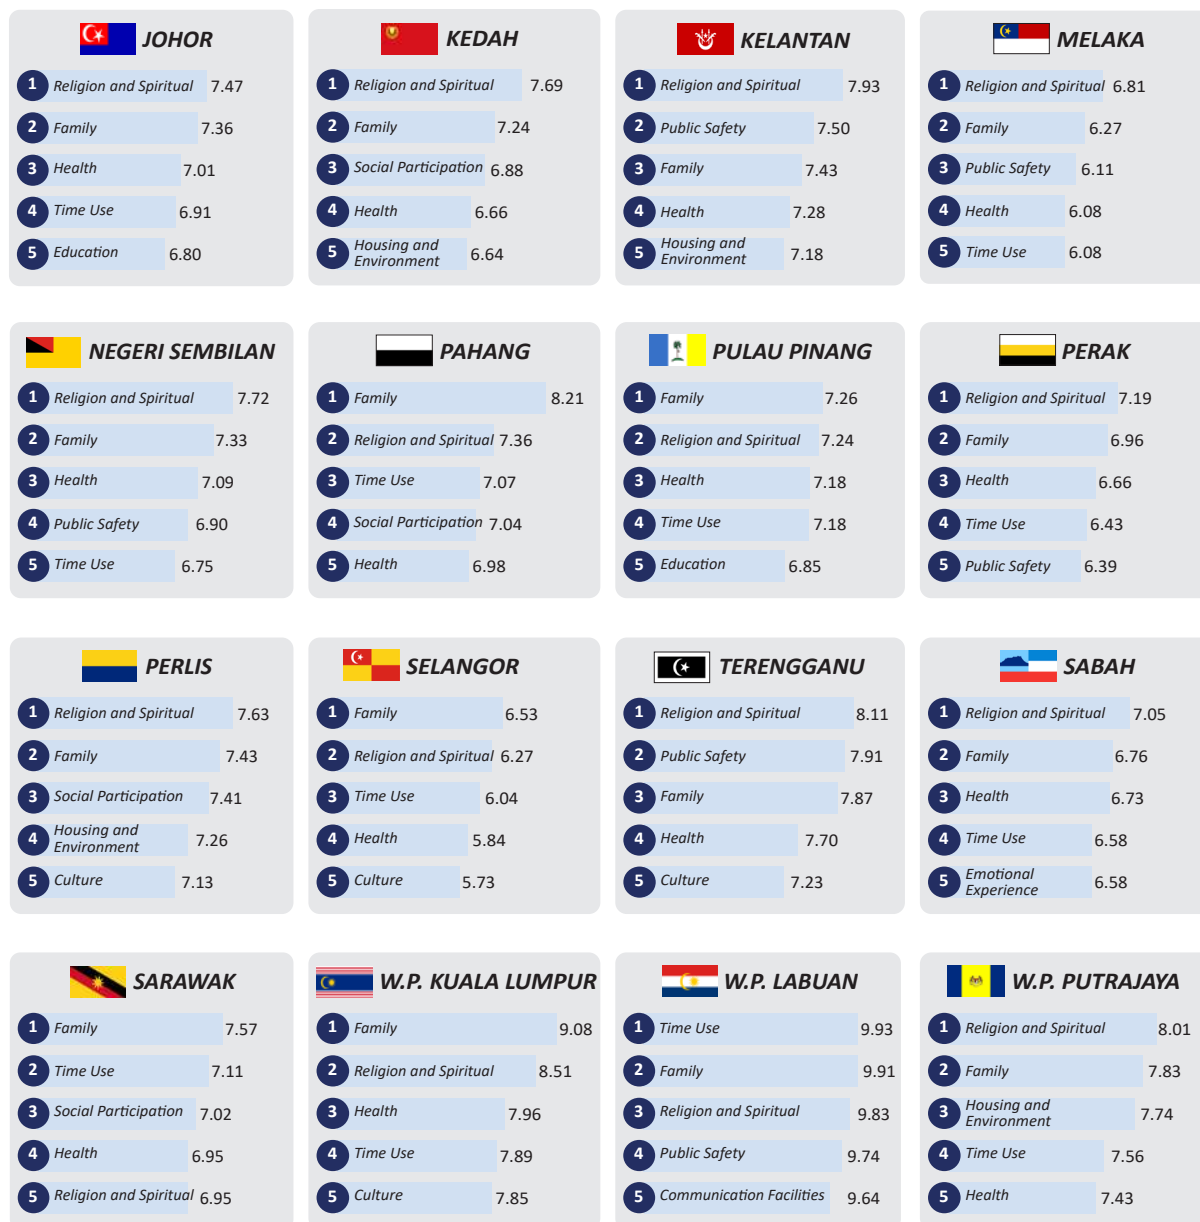 JOHOR
1 Religion and Spiritual 7.47
2 Family 7.36
3 Health 7.01
4 Time Use 6.91
5 Education 6.80
KEDAH
1 Religion and Spiritual 7.69
2 Family 7.24
3 Social Participation 6.88
4 Health 6.66
5 Housing and
Environment 6.64
KELANTAN
1 Religion and Spiritual 7.93
2 Public Safety 7.50
3 Family 7.43
4 Health 7.28
5 Housing and
Environment 7.18
MELAKA
1 Religion and Spiritual 6.81
2 Family 6.27
3 Public Safety 6.11
4 Health 6.08
5 Time Use 6.08
NEGERI SEMBILAN
1 Religion and Spiritual 7.72
2 Family 7.33
3 Health 7.09
4 Public Safety 6.90
5 Time Use 6.75
PAHANG
1 Family 8.21
2 Religion and Spiritual 7.36
3 Time Use 7.07
4 Social Participation 7.04
5 Health 6.98
PULAU PINANG
1 Family 7.26
2 Religion and Spiritual 7.24
3 Health 7.18
4 Time Use 7.18
5 Education 6.85
PERAK
1 Religion and Spiritual 7.19
2 Family 6.96
3 Health 6.66
4 Time Use 6.43
5 Public Safety 6.39
PERLIS
1 Religion and Spiritual 7.63
2 Family 7.43
3 Social Participation 7.41
4 Housing and
Environment 7.26
5 Culture 7.13
SELANGOR
1 Family 6.53
2 Religion and Spiritual 6.27
3 Time Use 6.04
4 Health 5.84
5 Culture 5.73
TERENGGANU
1 Religion and Spiritual 8.11
2 Public Safety 7.91
3 Family 7.87
4 Health 7.70
5 Culture 7.23
SABAH
1 Religion and Spiritual 7.05
2 Family 6.76
3 Health 6.73
4 Time Use 6.58
5 Emotional
Experience 6.58
SARAWAK
1 Family 7.57
2 Time Use 7.11
3 Social Participation 7.02
4 Health 6.95
5 Religion and Spiritual 6.95
W.P. KUALA LUMPUR
1 Family 9.08
2 Religion and Spiritual 8.51
3 Health 7.96
4 Time Use 7.89
5 Culture 7.85
W.P. LABUAN
1 Time Use 9.93
2 Family 9.91
3 Religion and Spiritual 9.83
4 Public Safety 9.74
5 Communication Facilities 9.64
W.P. PUTRAJAYA
1 Religion and Spiritual 8.01
2 Family 7.83
3 Housing and
Environment 7.74
4 Time Use 7.56
5 Health 7.43